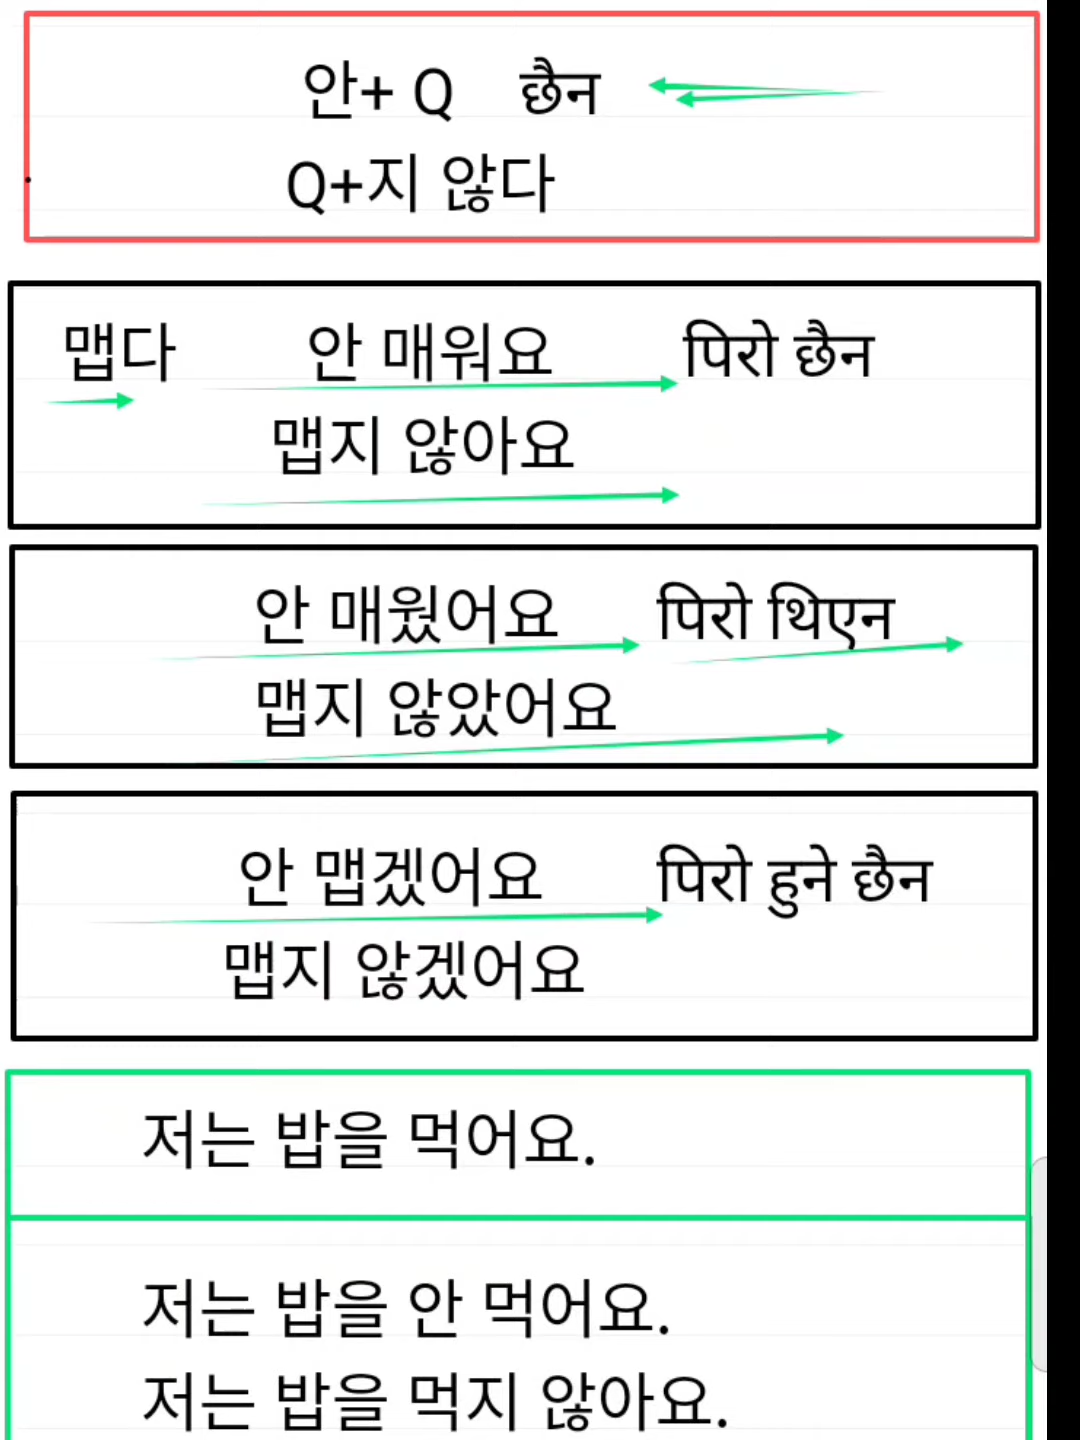 안+ Q छैन
Q+지 않다
맵다 안 매워요 पिरो छैन
맵지 않아요
안 매웠어요 पिरो थिएन
맵지 않았어요
안 맵겠어요 पिरो हुने छैन
맵지 않겠어요
저는 밥을 먹어요.
저는 밥을 안 먹어요.
저는 밥을 먹지 않아요.